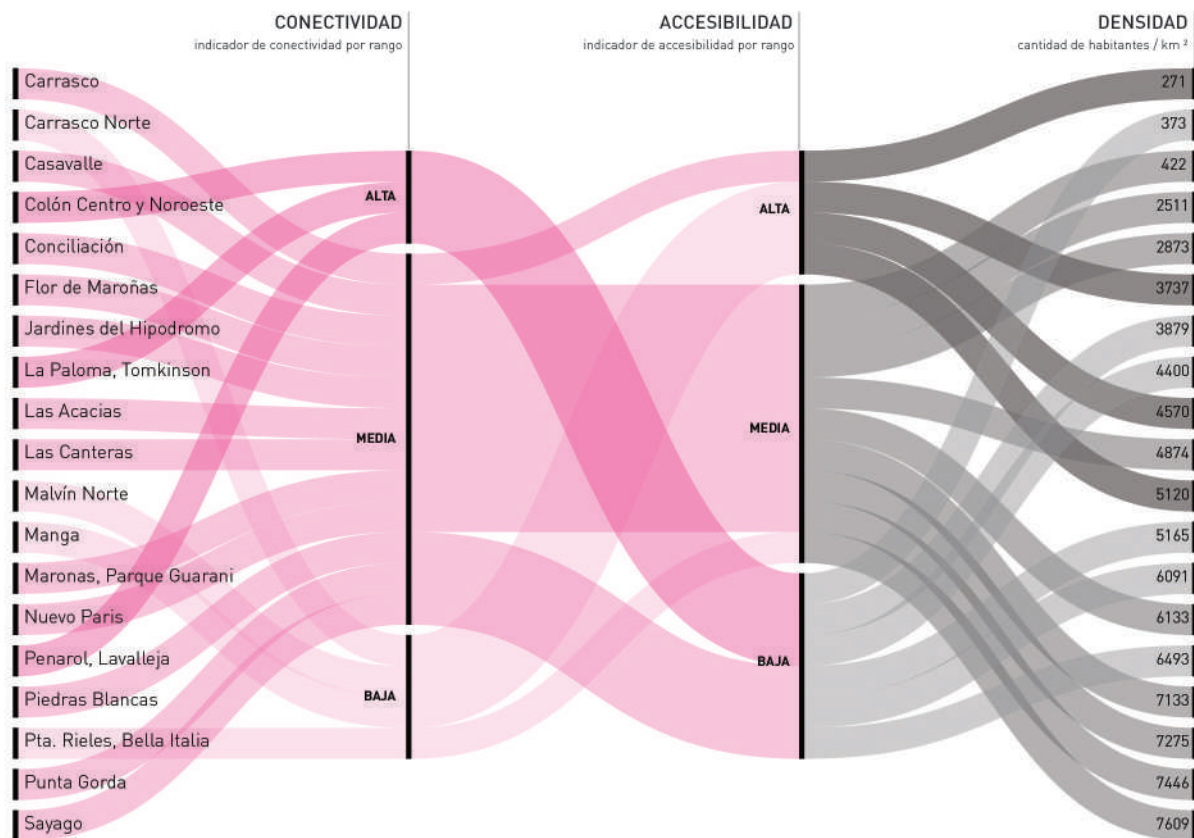 CONECTIVIDAD
indicador de conectividad por rango
ACCESIBILIDAD
indicador de accesibilidad por rango
DENSIDAD
cantidad de habitantes / km ²
Carrasco
Carrasco Norte
Casavalle
Colón Centro y Noroeste
Conciliación
Flor de Maroñas
Jardines del Hipodromo
La Paloma, Tomkinson
Las Acacias
Las Canteras
Malvín Norte
Manga
Maronas, Parque Guarani
Nuevo Paris
Penarol, Lavalleja
Piedras Blancas
Pta. Rieles, Bella Italia
Punta Gorda
Sayago
ALTA
MEDIA
BAJA
ALTA
MEDIA
BAJA
271
373
422
2511
2873
3737
3879
4400
4570
4874
5120
5165
6091
6133
6493
7133
7275
7446
7609